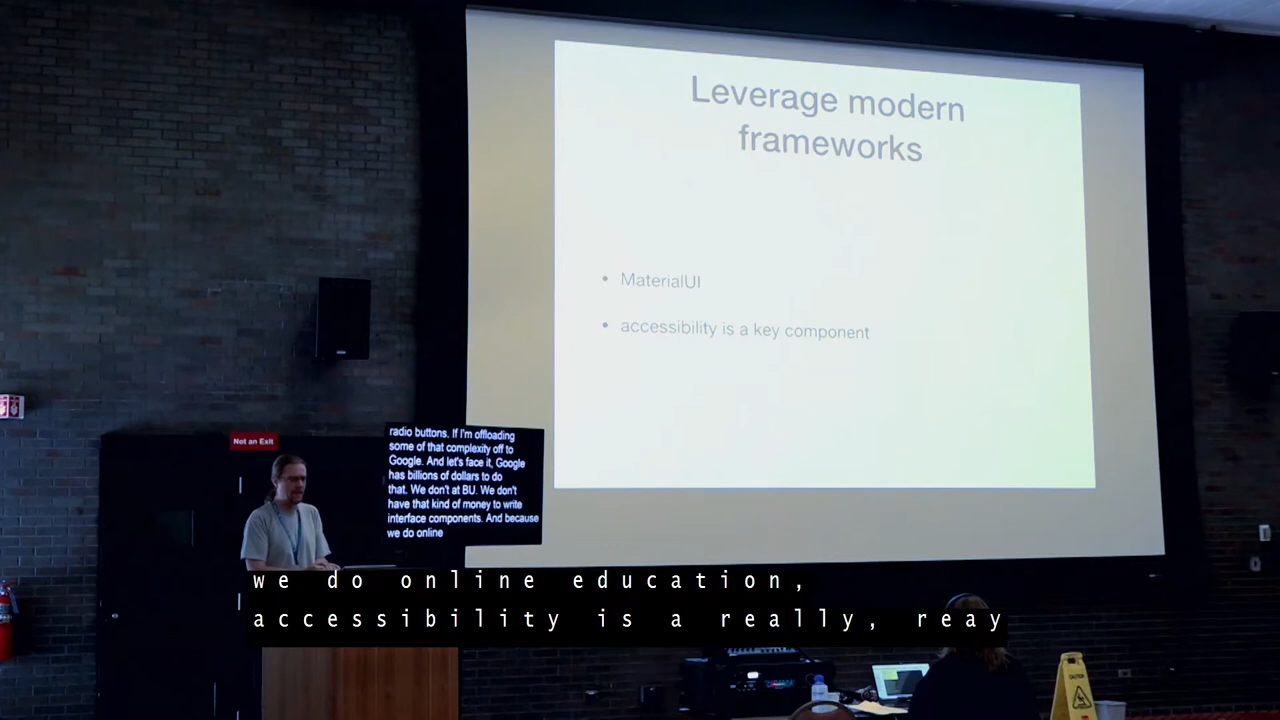 Leverage modern
frameworks
• MaterialUI
• accessibility is a key component
Not an Exit
radio buttons. If I'm offloading
some of that complexity off to
Google. And let's face it, Google
has billions of dollars to do
that. We don't at BU. We don't
have that kind of money to write
interface components. And because
we do online
we do online education,
accessibility is a really, reay
CAUTION